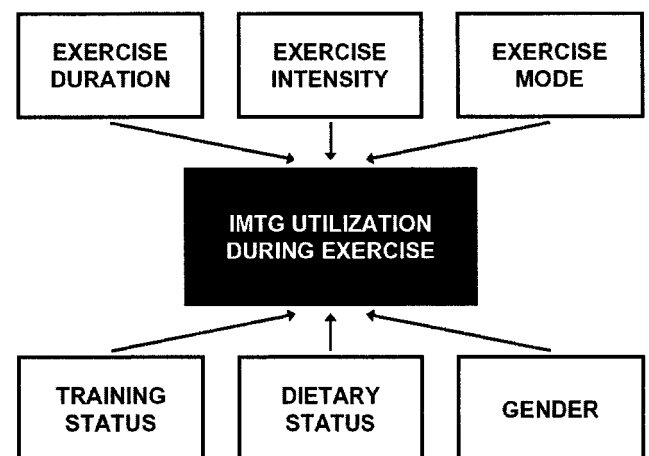 EXERCISE
DURATION
EXERCISE
INTENSITY
EXERCISE
MODE
IMTG UTILIZATION
DURING EXERCISE
TRAINING
STATUS
DIETARY
STATUS
GENDER